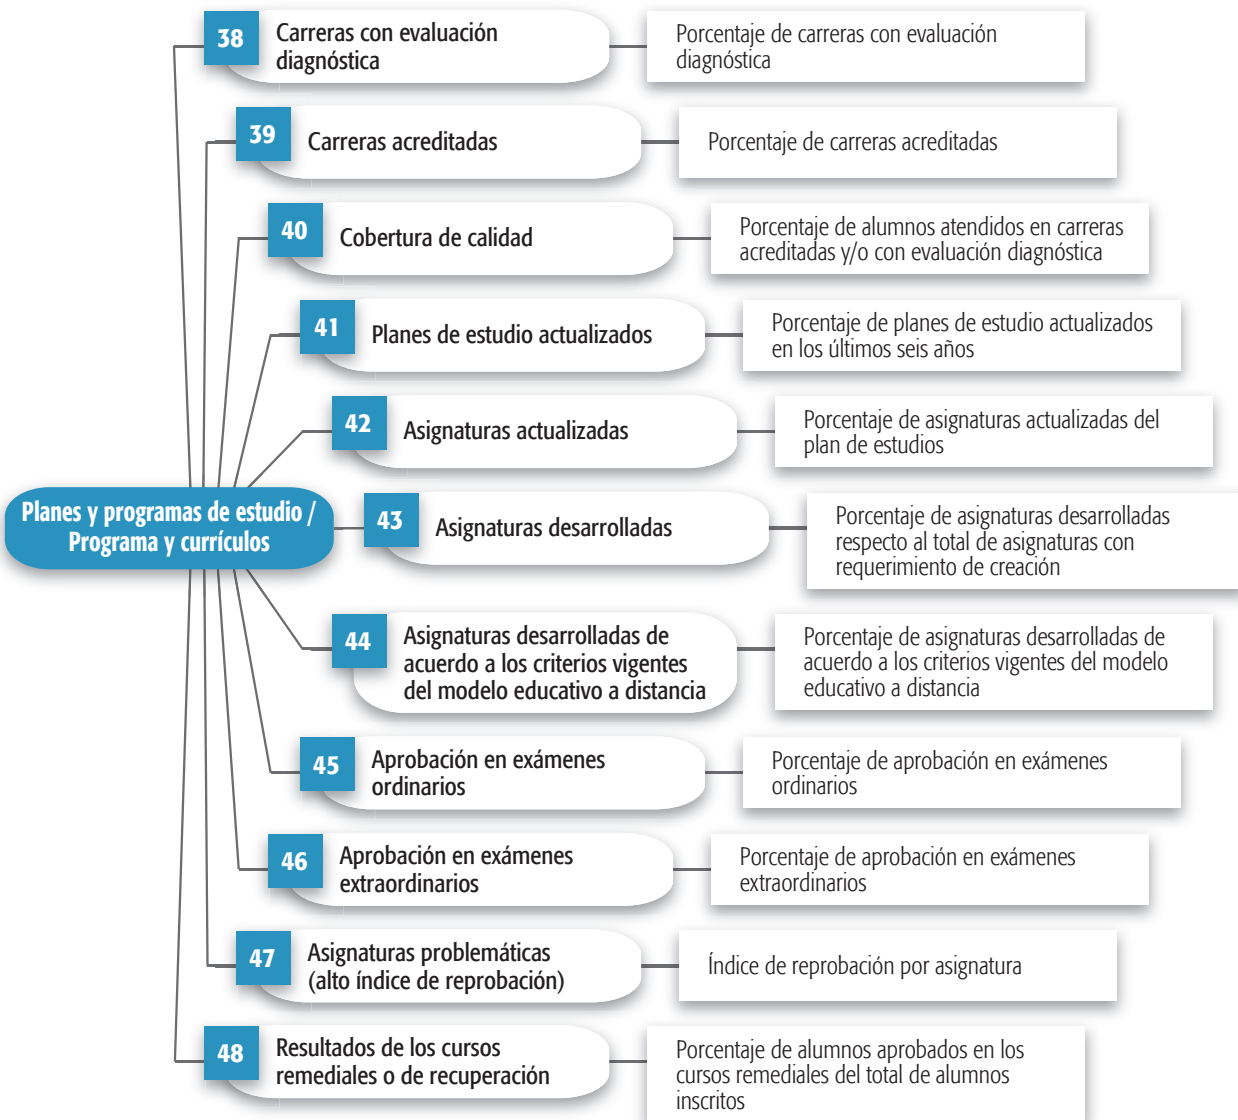 38
Carreras con evaluación
diagnóstica
Porcentaje de carreras con evaluación
diagnóstica
39
Carreras acreditadas
Porcentaje de carreras acreditadas
40
Cobertura de calidad
Porcentaje de alumnos atendidos en carreras
acreditadas y/o con evaluación diagnóstica
41
Planes de estudio actualizados
Porcentaje de planes de estudio actualizados
en los últimos seis años
42
Asignaturas actualizadas
Porcentaje de asignaturas actualizadas del
plan de estudios
Planes y programas de estudio /
Programa y currículos
43
Asignaturas desarrolladas
Porcentaje de asignaturas desarrolladas
respecto al total de asignaturas con
requerimiento de creación
44
Asignaturas desarrolladas de
acuerdo a los criterios vigentes
del modelo educativo a distancia
Porcentaje de asignaturas desarrolladas de
acuerdo a los criterios vigentes del modelo
educativo a distancia
45
Aprobación en exámenes
ordinarios
Porcentaje de aprobación en exámenes
ordinarios
46
Aprobación en exámenes
extraordinarios
Porcentaje de aprobación en exámenes
extraordinarios
47
Asignaturas problemáticas
(alto índice de reprobación)
Índice de reprobación por asignatura
48
Resultados de los cursos
remediales o de recuperación
Porcentaje de alumnos aprobados en los
cursos remediales del total de alumnos
inscritos